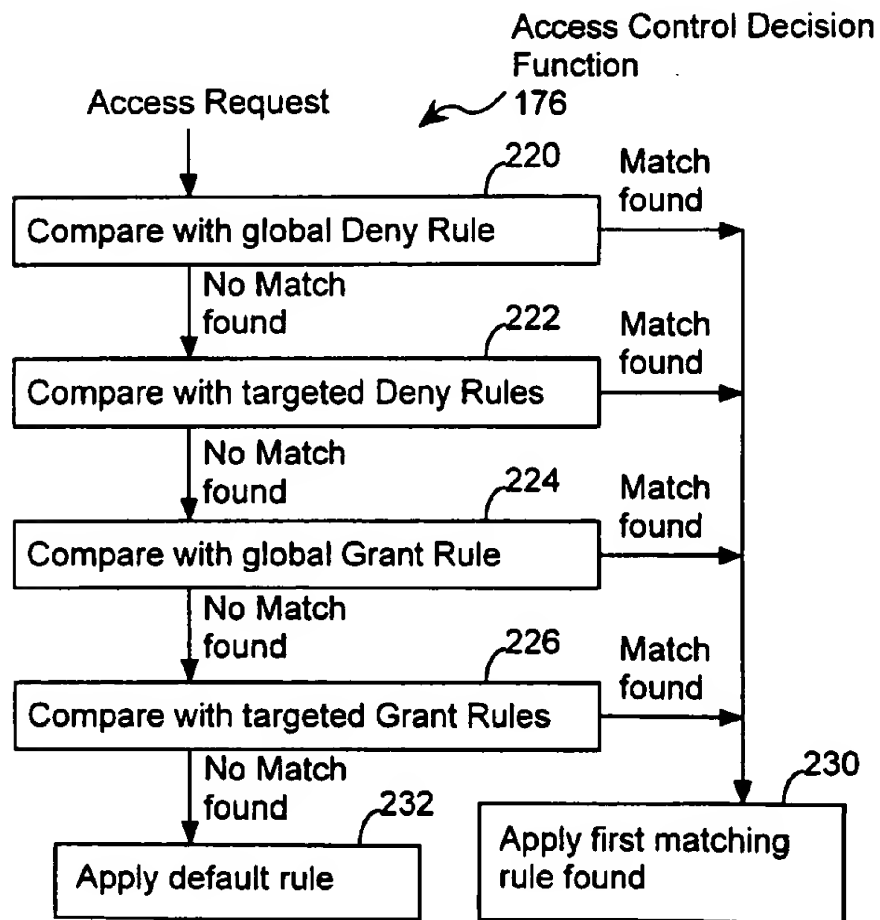 Access Control Decision
Function
176
Access Request
220
Match
found
Compare with global Deny Rule
No Match
found
222
Match
found
Compare with targeted Deny Rules
No Match
found
224
Match
found
Compare with global Grant Rule
No Match
found
226
Match
found
Compare with targeted Grant Rules
No Match
found
232
Apply default rule
230
Apply first matching
rule found